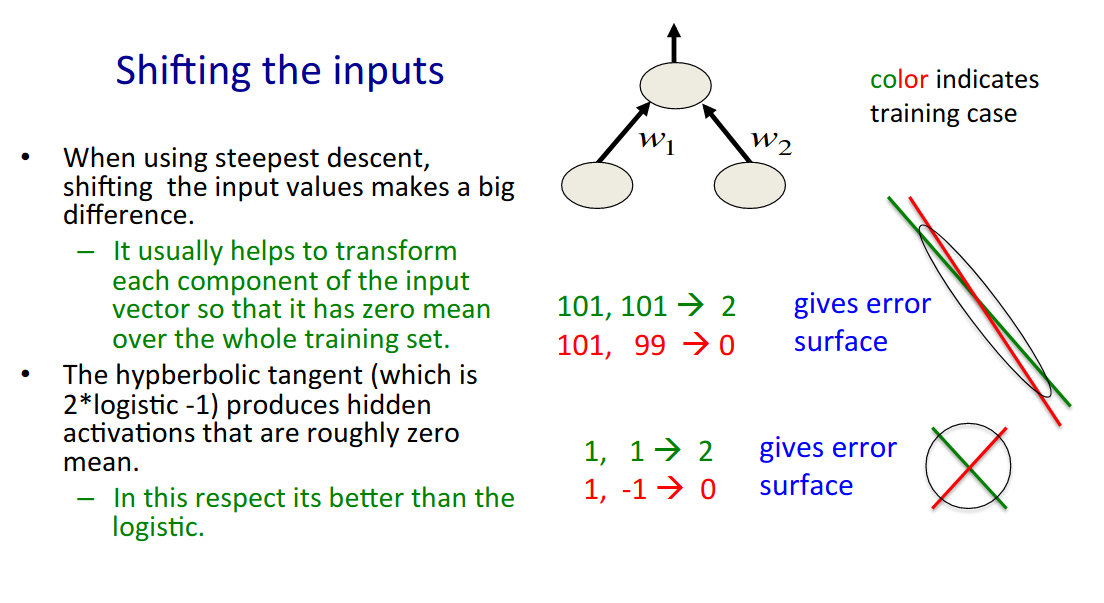 Shifting the inputs
• When using steepest descent,
shifting the input values makes a big
difference.
– It usually helps to transform
each component of the input
vector so that it has zero mean
over the whole training set.
• The hypberbolic tangent (which is
2*logistic -1) produces hidden
activations that are roughly zero
mean.
– In this respect its better than the
logistic.
w1
w2
color indicates
training case
101, 101 → 2
101, 99 → 0
gives error
surface
1, 1 → 2
1, -1 → 0
gives error
surface